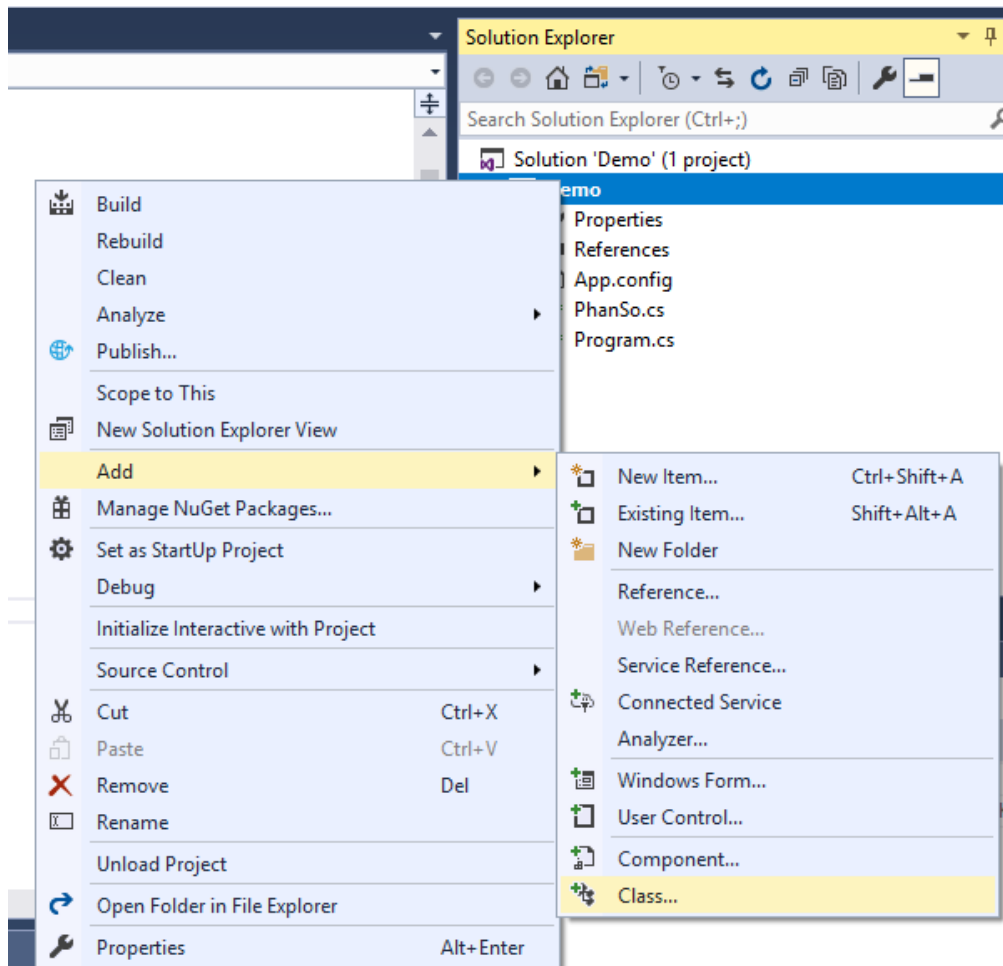 Solution Explorer
Search Solution Explorer (Ctrl+;)
Solution 'Demo' (1 project)
emo
Properties
References
App.config
PhanSo.cs
Program.cs
Build
Rebuild
Clean
Analyze
Publish...
Scope to This
New Solution Explorer View
Add
Manage NuGet Packages...
Set as StartUp Project
Debug
Initialize Interactive with Project
Source Control
Cut Ctrl+X
Paste Ctrl+V
Remove Del
Rename
Unload Project
Open Folder in File Explorer
Properties Alt+Enter
New Item... Ctrl+Shift+A
Existing Item... Shift+Alt+A
New Folder
Reference...
Web Reference...
Service Reference...
Connected Service
Analyzer...
Windows Form...
User Control...
Component...
Class...